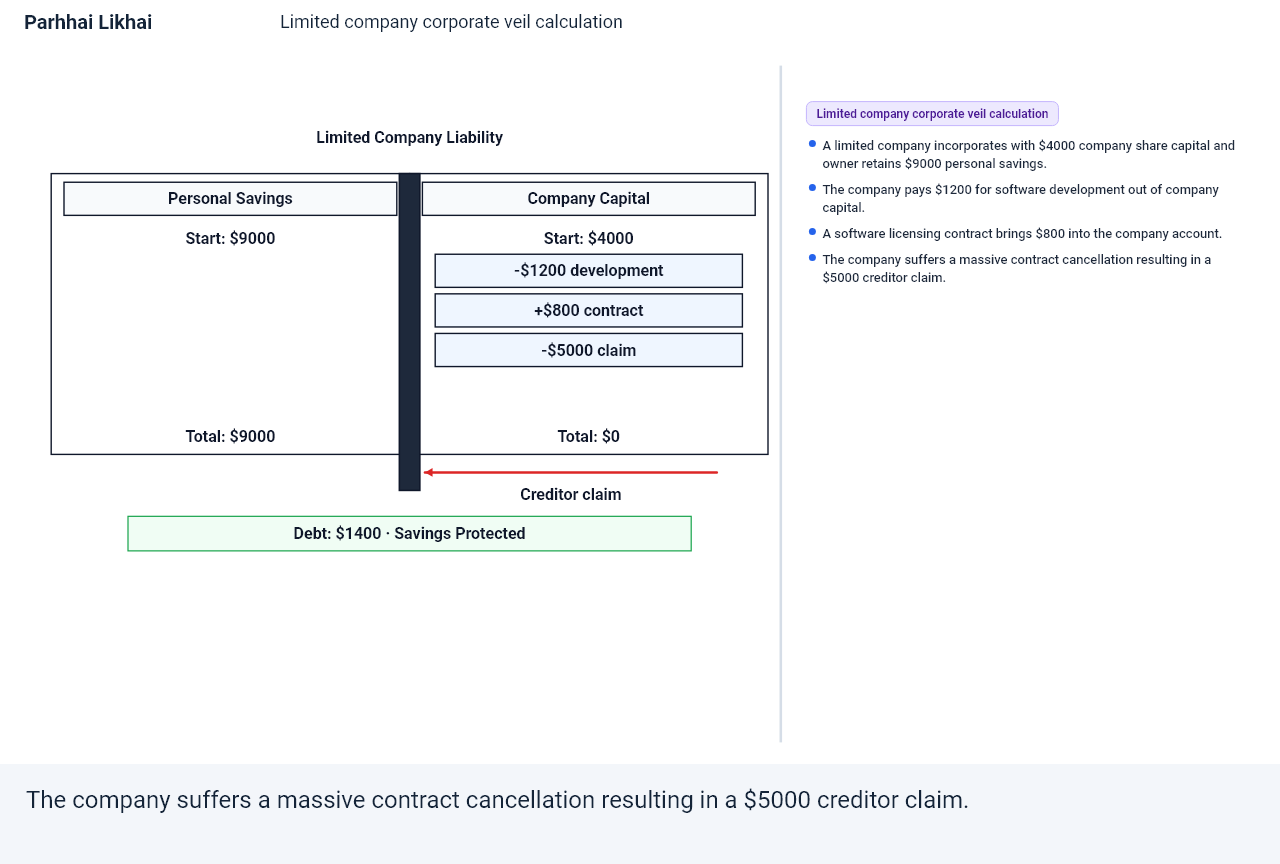 Parhhai Likhai
Limited company corporate veil calculation
Limited Company Liability
Personal Savings
Start: $9000
Total: $9000
Company Capital
Start: $4000
-$1200 development
+$800 contract
-$5000 claim
Total: $0
Creditor claim
Debt: $1400 · Savings Protected
Limited company corporate veil calculation
A limited company incorporates with $4000 company share capital and
owner retains $9000 personal savings.
The company pays $1200 for software development out of company
capital.
A software licensing contract brings $800 into the company account.
The company suffers a massive contract cancellation resulting in a
$5000 creditor claim.
The company suffers a massive contract cancellation resulting in a $5000 creditor claim.